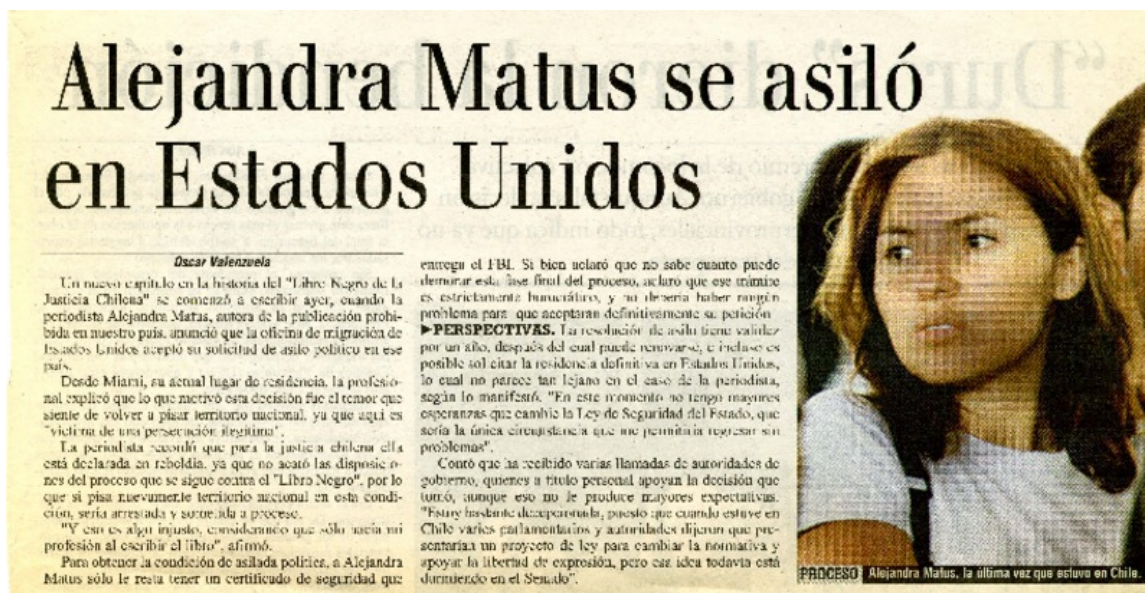 Alejandra Matus se asiló
en Estados Unidos
Oscar Valenzuela
Un nuevo capítulo en la historia del "Libro Negro de la
Justicia Chilena" se comenzó a escribir ayer, cuando la
periodista Alejandra Matus, autora de la publicación prohi-
bida en nuestro país, anunció que la oficina de migración de
Estados Unidos aceptó su solicitud de asilo político en ese
país.
Desde Miami, su actual lugar de residencia, la profesio-
nal explicó que lo que motivó esta decisión fue el temor que
siente de volver a pisar territorio nacional, ya que aquí es
"víctima de una persecución ilegítima".
La periodista recordó que para la justicia chilena ella
está declarada en rebeldía, ya que no acató las disposicio-
nes del proceso que se sigue contra el "Libro Negro", por lo
que si pisa nuevamente territorio nacional en esta condi-
ción, sería arrestada y sometida a proceso.
"Y eso es algo injusto, considerando que sólo hacía mi
profesión al escribir el libro", afirmó.
Para obtener la condición de asilada política, a Alejandra
Matus sólo le resta tener un certificado de seguridad que
entrega el FBI. Si bien aclaró que no sabe cuanto puede
demorar esta fase final del proceso, aclaró que ese trámite
es estrictamente burocrático, y no debería haber ningún
problema para que aceptaran definitivamente su petición
►PERSPECTIVAS. La resolución de asilo tiene validez
por un año, después del cual puede renovarse, e incluso es
posible solicitar la residencia definitiva en Estados Unidos,
lo cual no parece tan lejano en el caso de la periodista,
según lo manifestó. "En este momento no tengo mayores
esperanzas que cambie la Ley de Seguridad del Estado, que
sería la única circunstancia que me permitiría regresar sin
problemas".
Contó que ha recibido varias llamadas de autoridades de
gobierno, quienes a título personal apoyan la decisión que
tomó, aunque eso no le produce mayores expectativas.
"Estoy bastante decepcionada, puesto que cuando estuve en
Chile varios parlamentarios y autoridades dijeron que pre-
sentarían un proyecto de ley para cambiar la normativa y
apoyar la libertad de expresión, pero esa idea todavía está
durmiendo en el Senado".
PROCESO Alejandra Matus, la última vez que estuvo en Chile.